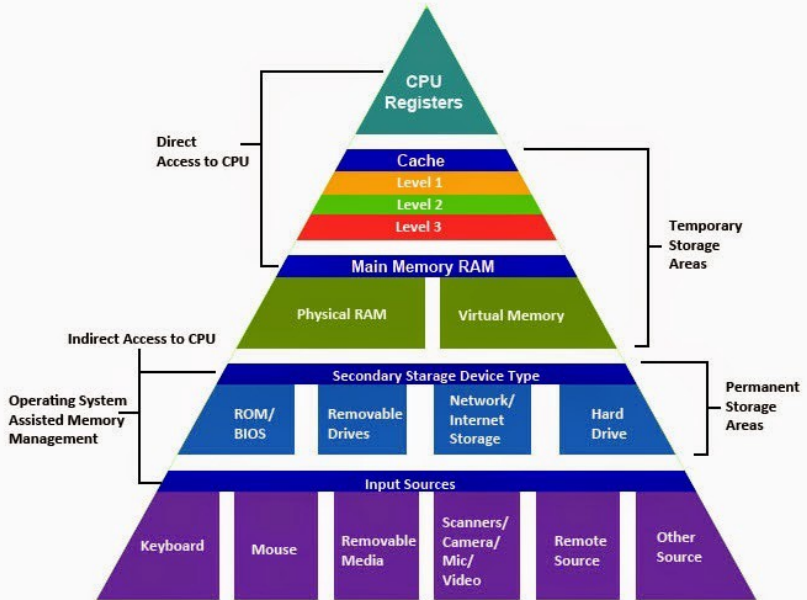 CPU
Registers
Direct
Access to CPU
Cache
Level 1
Level 2
Level 3
Temporary
Storage
Areas
Main Memory RAM
Physical RAM
Virtual Memory
Indirect Access to CPU
Secondary Starage Device Type
Operating System
Assisted Memory
Management
ROM/
BIOS
Removable
Drives
Network/
Internet
Storage
Hard
Drive
Permanent
Storage
Areas
Input Sources
Keyboard
Mouse
Removable
Media
Scanners/
Camera/
Mic/
Video
Remote
Source
Other
Source